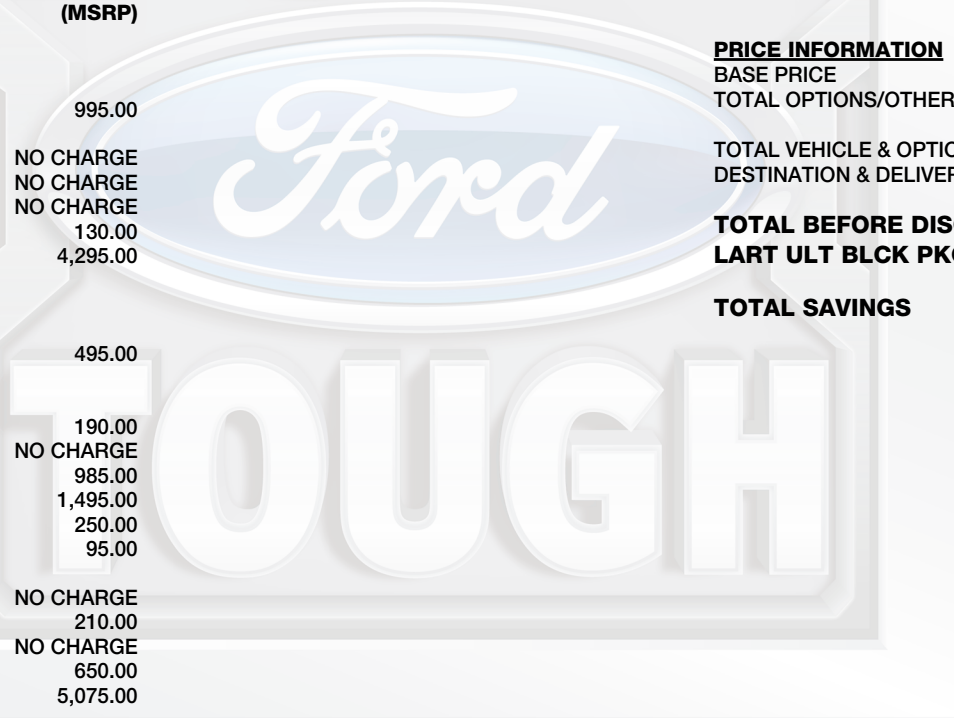 (MSRP)
995.00
NO CHARGE
NO CHARGE
NO CHARGE
130.00
4,295.00
495.00
190.00
NO CHARGE
985.00
1,495.00
250.00
95.00
NO CHARGE
210.00
NO CHARGE
650.00
5,075.00
PRICE INFORMATION
BASE PRICE
TOTAL OPTIONS/OTHER
TOTAL VEHICLE & OPTIO
DESTINATION & DELIVER
TOTAL BEFORE DIS
LART ULT BLCK PK
TOTAL SAVINGS
Ford
TOUGH